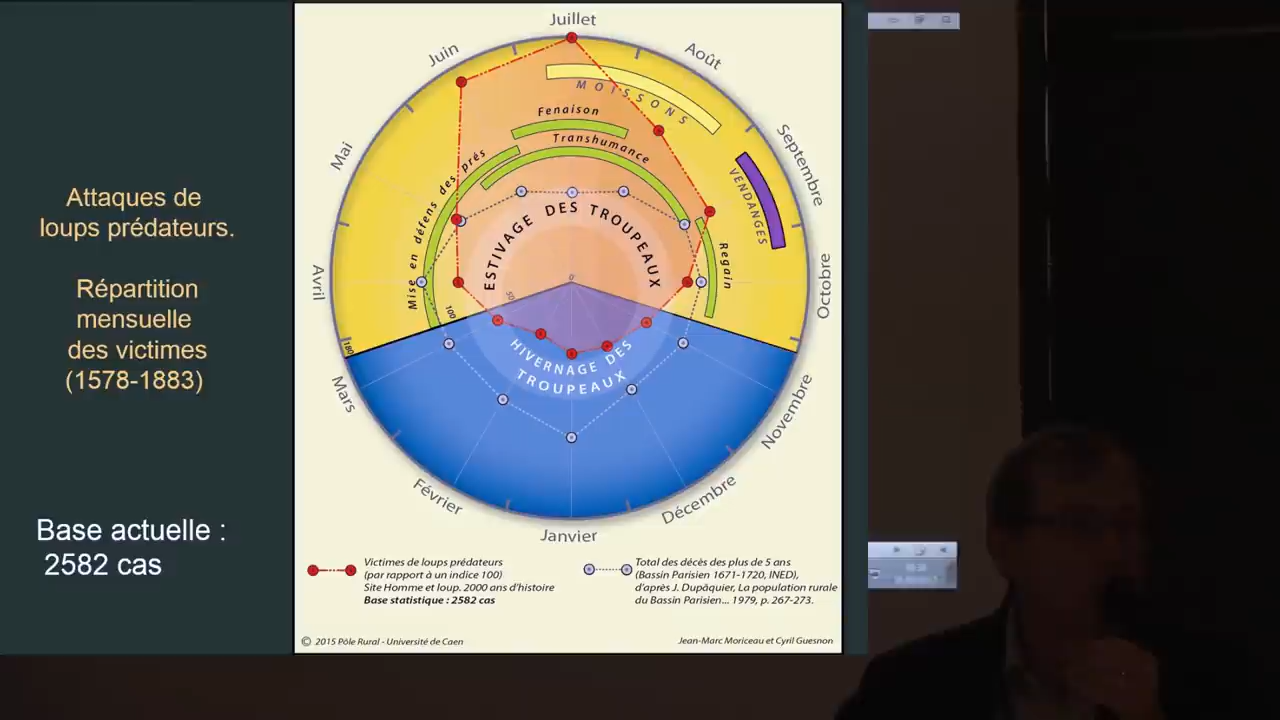 Attaques de
loups prédateurs.
Répartition
mensuelle
des victimes
(1578-1883)
Base actuelle :
2582 cas
Juillet
Août
Septembre
Octobre
Novembre
Décembre
Janvier
Février
Mars
Avril
Mai
Juin
MOISSONS
Fenaison
Transhumance
Mise en défens des prés
VENDANGES
Regain
ESTIVAGE DES TROUPEAUX
0
50
100
180
HIVERNAGE DES
TROUPEAUX
Victimes de loups prédateurs
(par rapport à un indice 100)
Site Homme et loup. 2000 ans d'histoire
Base statistique : 2582 cas
Total des décès des plus de 5 ans
(Bassin Parisien 1671-1720, INED),
d'après J. Dupâquier, La population rurale
du Bassin Parisien... 1979, p. 267-273.
© 2015 Pôle Rural - Université de Caen
Jean-Marc Moriceau et Cyril Guesnon